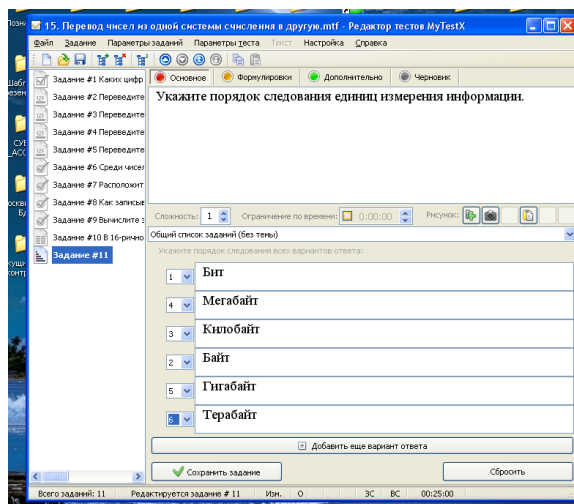 15. Перевод чисел из одной системы счисления в другую.mtf - Редактор тестов MyTestX
Файл Задание Параметры заданий Параметры теста Текст Настройка Справка
Задание #1 Каких цифр
Задание #2 Переведите
Задание #3 Переведите
Задание #4 Переведите
Задание #5 Переведите
Задание #6 Среди чисел
Задание #7 Расположит
Задание #8 Как записыв
Задание #9 Вычислите з
Задание #10 В 16-рично
Задание #11
Основное Формулировки Дополнительно Черновик
Укажите порядок следования единиц измерения информации.
Сложность: 1 Ограничение по времени: 0:00:00 Рисунок:
Общий список заданий (без темы)
Укажите порядок следования всех вариантов ответа:
1 Бит
4 Мегабайт
3 Килобайт
2 Байт
5 Гигабайт
6 Терабайт
Добавить еще вариант ответа
Сохранить задание Сбросить
Всего заданий: 11 Редактируется задание # 11 Изм. О ЗС ВС 00:25:00